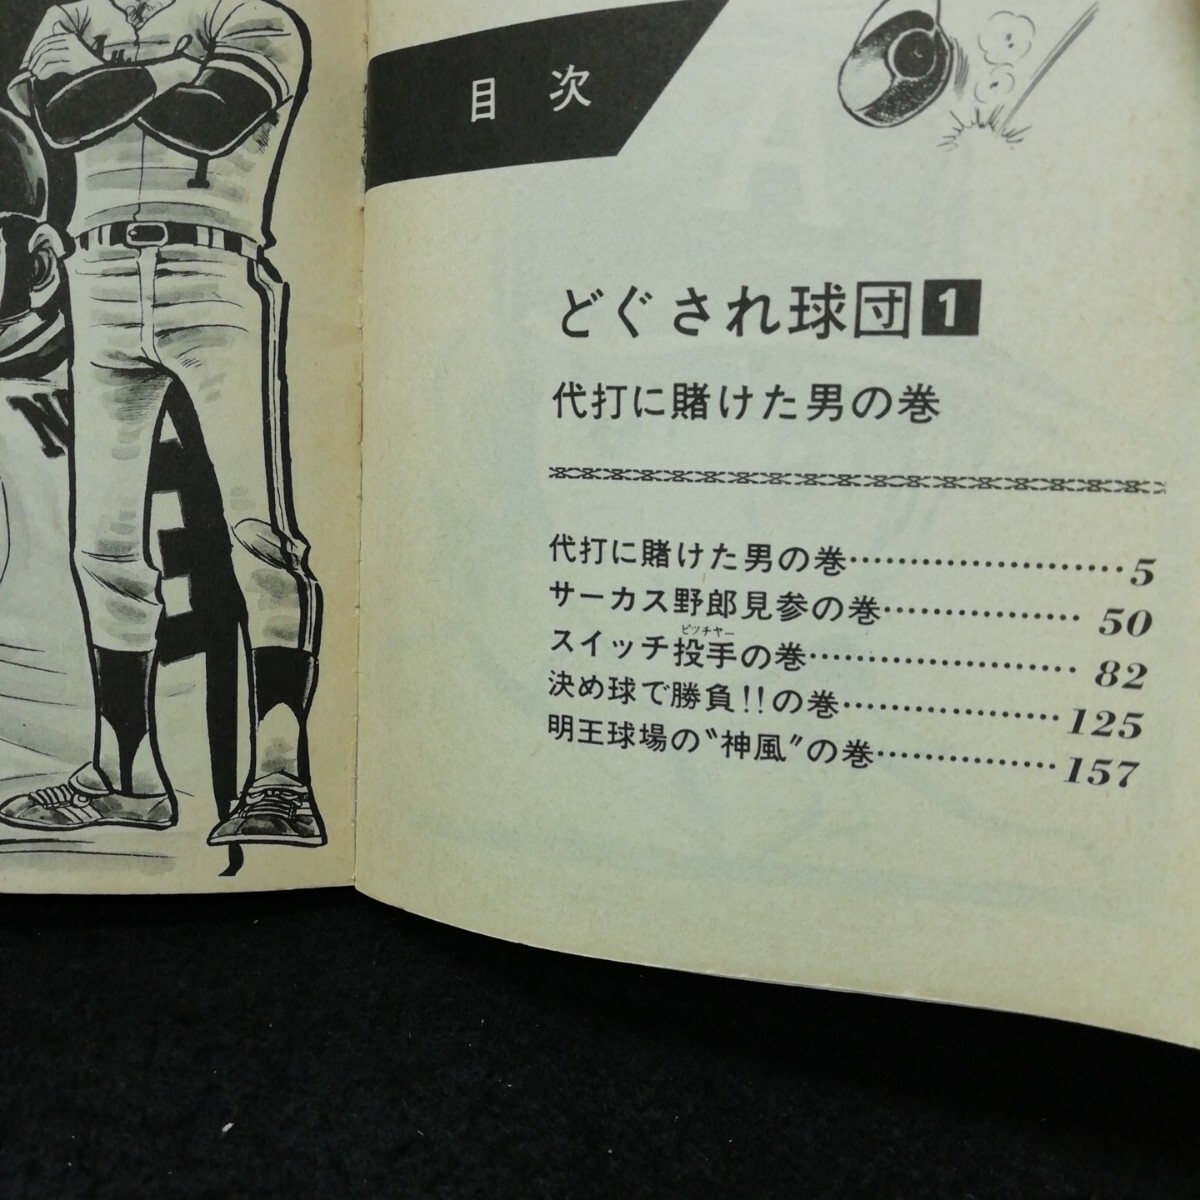 目次
どぐされ球団1
代打に賭けた男の巻
代打に賭けた男の巻……………………5
サーカス野郎見参の巻………………50
スイッチ投手の巻……………………82
ピッチャー
決め球で勝負!!の巻…………………125
明王球場の〝神風〟の巻……………157